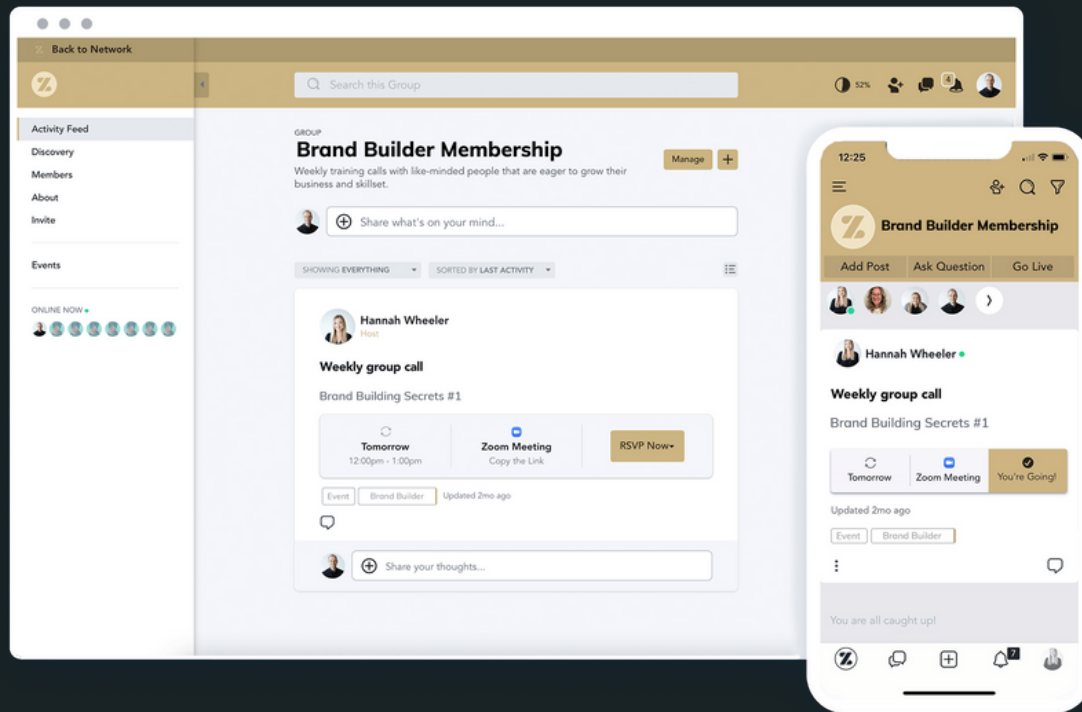 Back to Network
Search this Group
52%
4
Activity Feed
Discovery
Members
About
Invite
Events
ONLINE NOW
GROUP
Brand Builder Membership
Weekly training calls with like-minded people that are eager to grow their
business and skillset.
Manage
Share what's on your mind...
SHOWING EVERYTHING
SORTED BY LAST ACTIVITY
Hannah Wheeler
Host
Weekly group call
Brand Building Secrets #1
Tomorrow
12:00pm - 1:00pm
Zoom Meeting
Copy the Link
RSVP Now
Event
Brand Builder
Updated 2mo ago
Share your thoughts...
12:25
Brand Builder Membership
Add Post
Ask Question
Go Live
Hannah Wheeler
Weekly group call
Brand Building Secrets #1
Tomorrow
Zoom Meeting
You're Going!
Updated 2mo ago
Event
Brand Builder
You are all caught up!
7